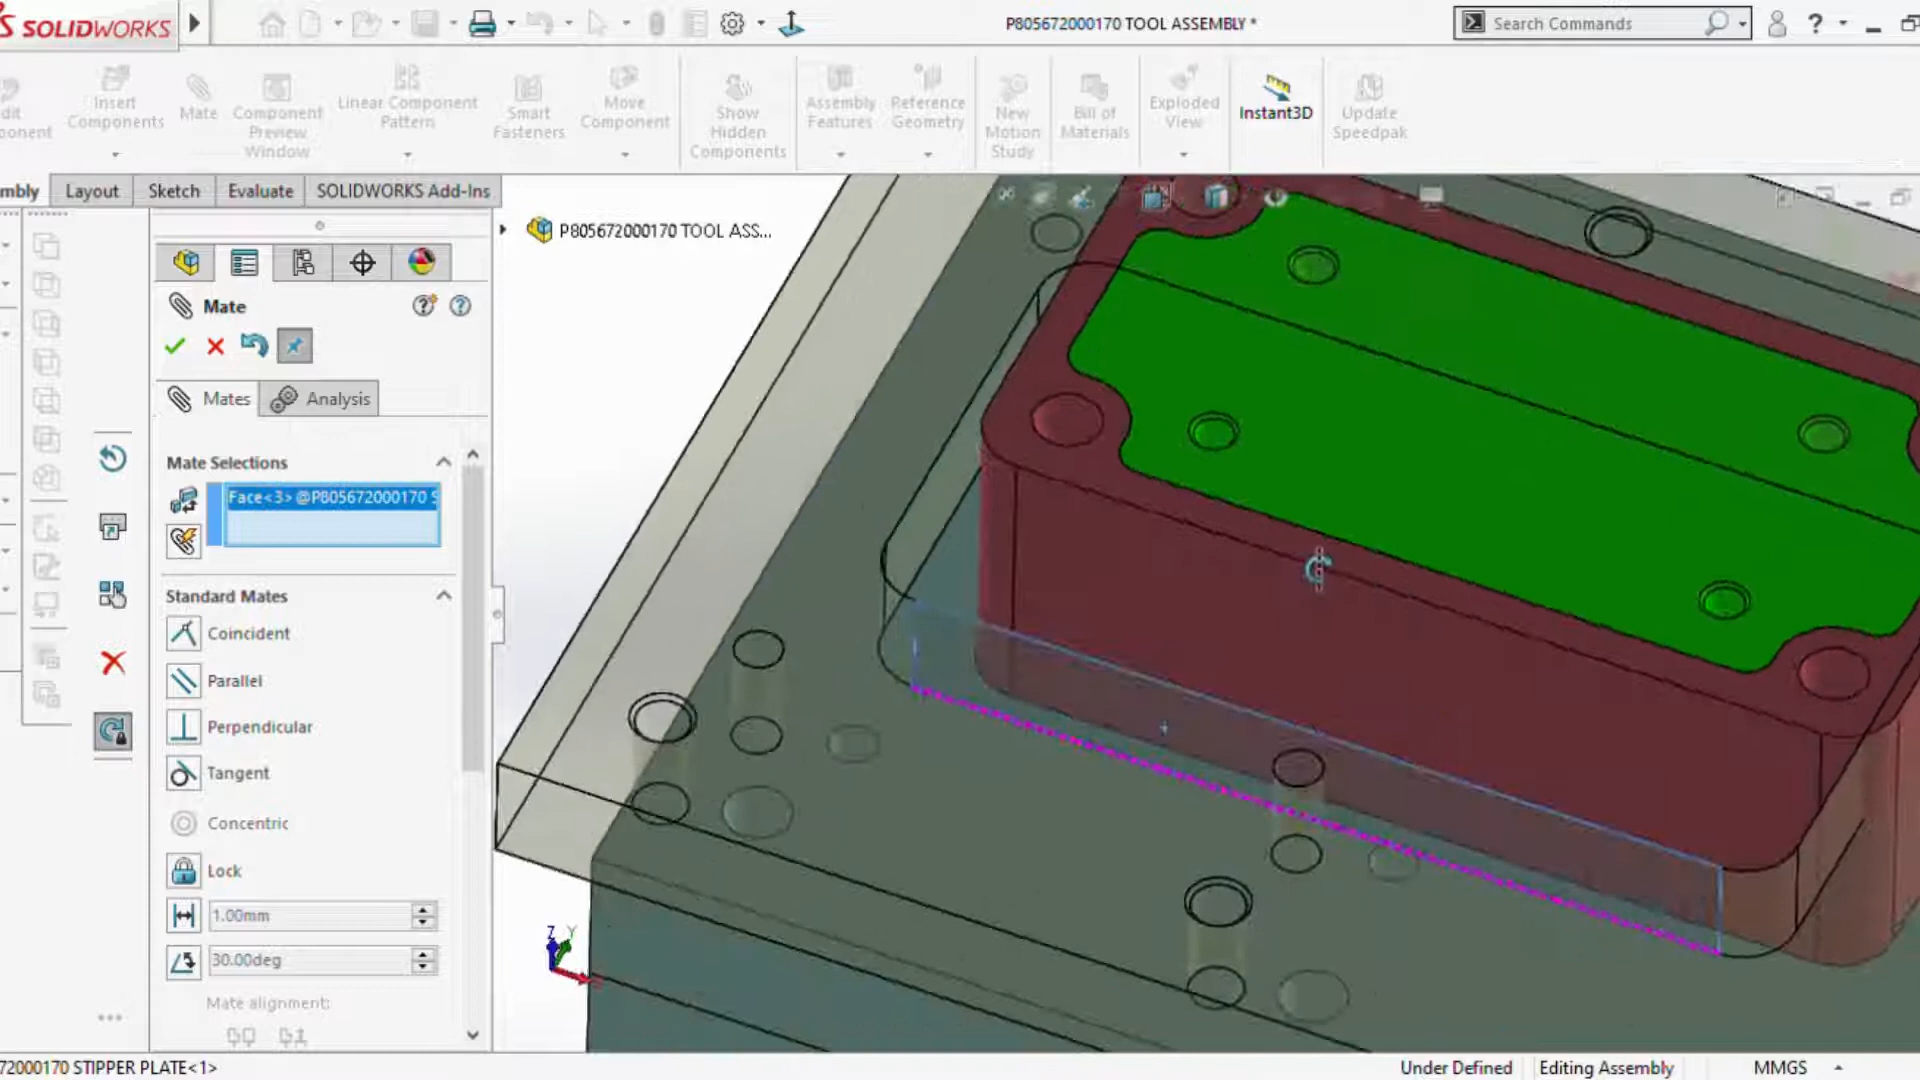 SOLIDWORKS
P805672000170 TOOL ASSEMBLY *
Search Commands
?
Insert
Components
Mate
Component
Preview
Window
Linear Component
Pattern
Smart
Fasteners
Move
Component
Show
Hidden
Components
Assembly
Features
Reference
Geometry
New
Motion
Study
Bill of
Materials
Exploded
View
Instant3D
Update
Speedpak
dit
ponent
mbly
Layout
Sketch
Evaluate
SOLIDWORKS Add-Ins
P805672000170 TOOL ASS...
Mate
Mates
Analysis
Mate Selections
Face<3> @P805672000170 S
Standard Mates
Coincident
Parallel
Perpendicular
Tangent
Concentric
Lock
1.00mm
30.00deg
Mate alignment:
Z
Y
72000170 STIPPER PLATE<1>
Under Defined
Editing Assembly
MMGS